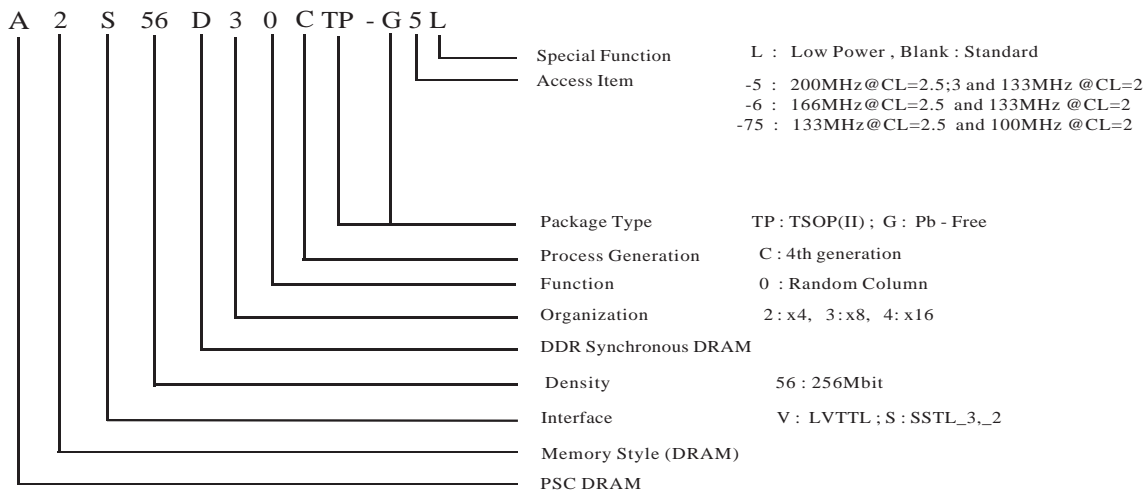 A 2 S 56 D 3 0 C TP - G 5 L
Special Function L : Low Power , Blank : Standard
Access Item -5 : 200MHz@CL=2.5;3 and 133MHz @CL=2
-6 : 166MHz@CL=2.5 and 133MHz @CL=2
-75 : 133MHz@CL=2.5 and 100MHz @CL=2
Package Type TP : TSOP(II) ; G : Pb - Free
Process Generation C : 4th generation
Function 0 : Random Column
Organization 2 : x4, 3 : x8, 4 : x16
DDR Synchronous DRAM
Density 56 : 256Mbit
Interface V : LVTTL ; S : SSTL_3,_2
Memory Style (DRAM)
PSC DRAM